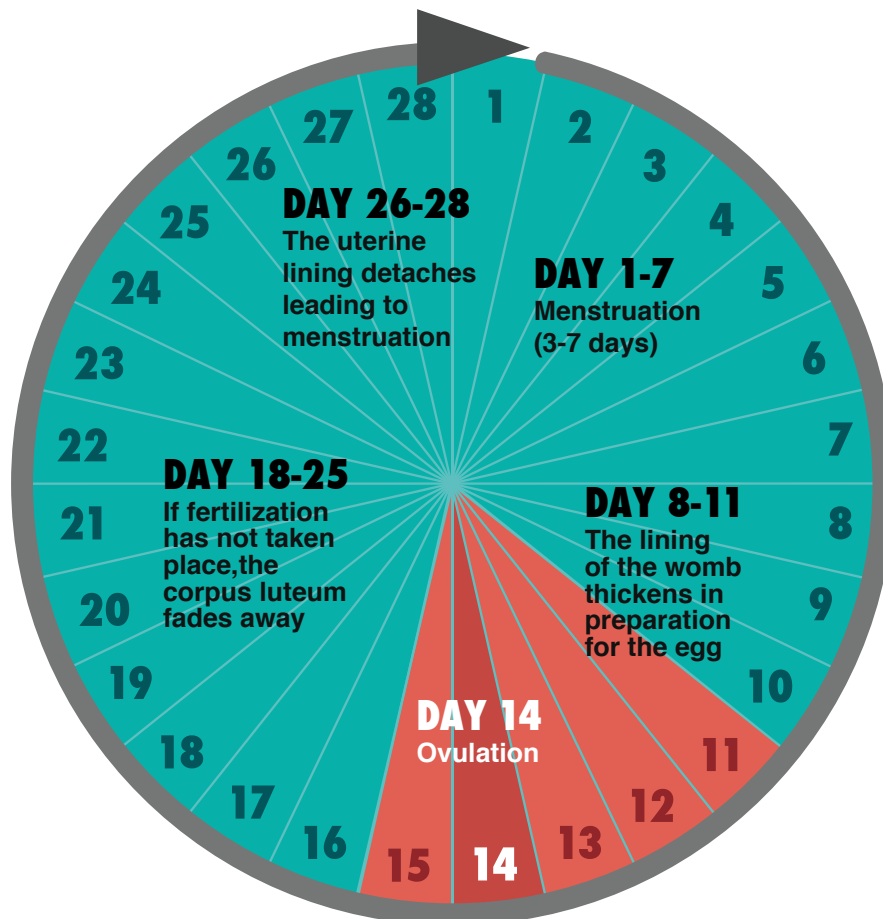 28
1
27
2
26
3
25
4
24
5
23
6
22
7
21
8
20
9
19
10
18
11
17
12
16
13
15
14
DAY 26-28
The uterine
lining detaches
leading to
menstruation
DAY 1-7
Menstruation
(3-7 days)
DAY 18-25
If fertilization
has not taken
place,the
corpus luteum
fades away
DAY 8-11
The lining
of the womb
thickens in
preparation
for the egg
DAY 14
Ovulation